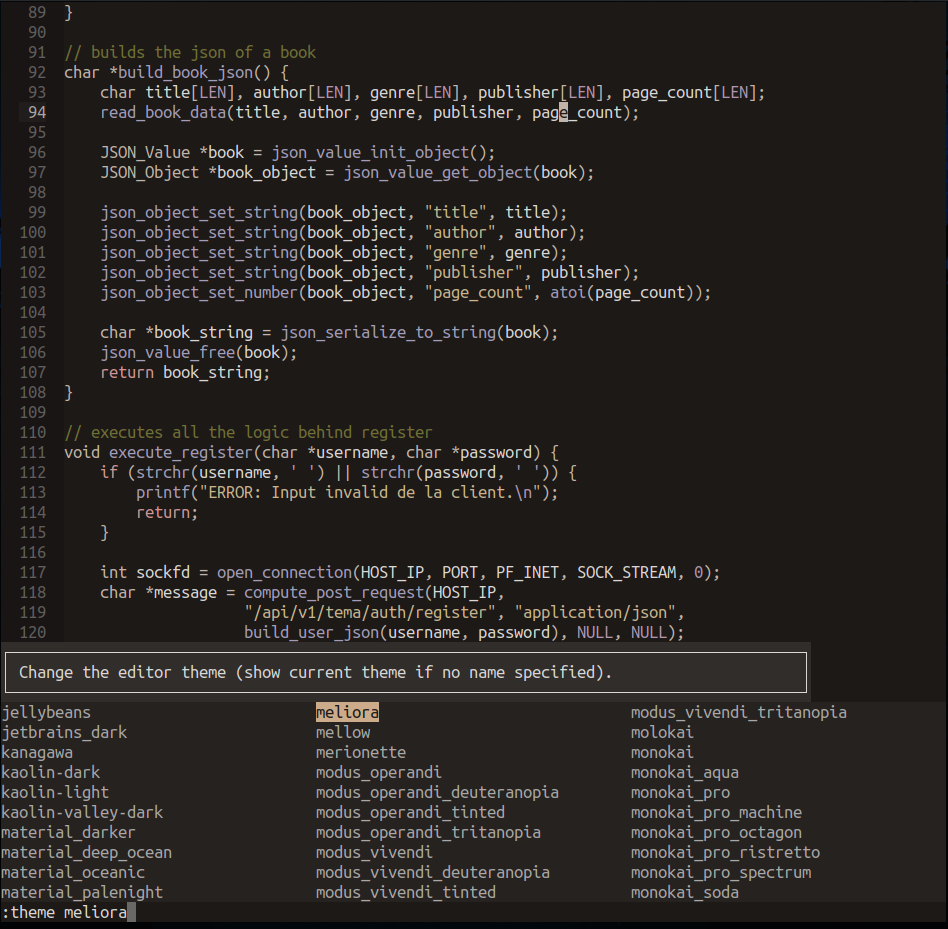 89 }
90
91 // builds the json of a book
92 char *build_book_json() {
93     char title[LEN], author[LEN], genre[LEN], publisher[LEN], page_count[LEN];
94     read_book_data(title, author, genre, publisher, page_count);
95
96     JSON_Value *book = json_value_init_object();
97     JSON_Object *book_object = json_value_get_object(book);
98
99     json_object_set_string(book_object, "title", title);
100     json_object_set_string(book_object, "author", author);
101     json_object_set_string(book_object, "genre", genre);
102     json_object_set_string(book_object, "publisher", publisher);
103     json_object_set_number(book_object, "page_count", atoi(page_count));
104
105     char *book_string = json_serialize_to_string(book);
106     json_value_free(book);
107     return book_string;
108 }
109
110 // executes all the logic behind register
111 void execute_register(char *username, char *password) {
112     if (strchr(username, ' ') || strchr(password, ' ')) {
113         printf("ERROR: Input invalid de la client.\n");
114         return;
115     }
116
117     int sockfd = open_connection(HOST_IP, PORT, PF_INET, SOCK_STREAM, 0);
118     char *message = compute_post_request(HOST_IP,
119                     "/api/v1/tema/auth/register", "application/json",
120                     build_user_json(username, password), NULL, NULL);
Change the editor theme (show current theme if no name specified).
jellybeans meliora modus_vivendi_tritanopia
jetbrains_dark mellow molokai
kanagawa merionette monokai
kaolin-dark modus_operandi monokai_aqua
kaolin-light modus_operandi_deuteranopia monokai_pro
kaolin-valley-dark modus_operandi_tinted monokai_pro_machine
material_darker modus_operandi_tritanopia monokai_pro_octagon
material_deep_ocean modus_vivendi monokai_pro_ristretto
material_oceanic modus_vivendi_deuteranopia monokai_pro_spectrum
material_palenight modus_vivendi_tinted monokai_soda
:theme meliora